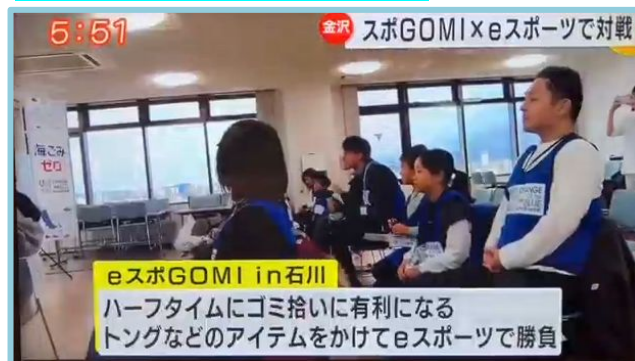 5:51
金沢 スポGOMI×eスポーツで対戦
海ごみ
ゼロ
eスポGOMI in石川
ハーフタイムにゴミ拾いに有利になる
トングなどのアイテムをかけてeスポーツで勝負